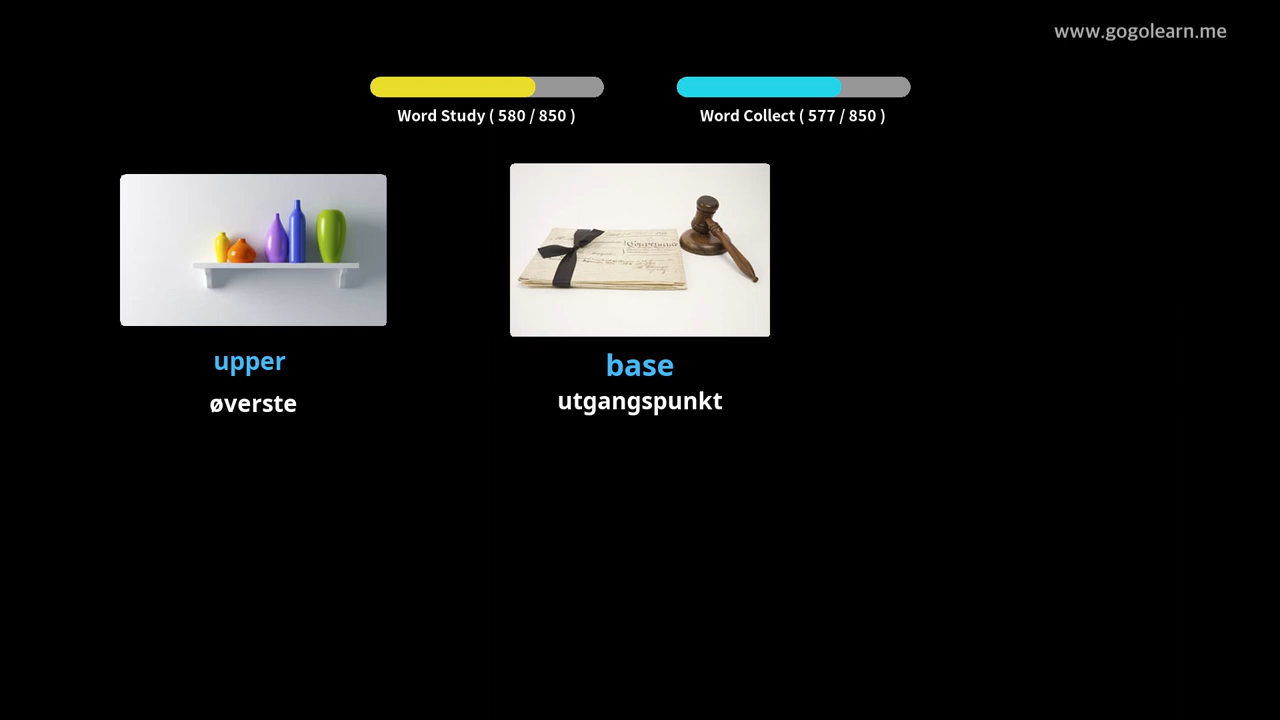 www.gogolearn.me
Word Study ( 580 / 850 )
Word Collect ( 577 / 850 )
upper
øverste
base
utgangspunkt